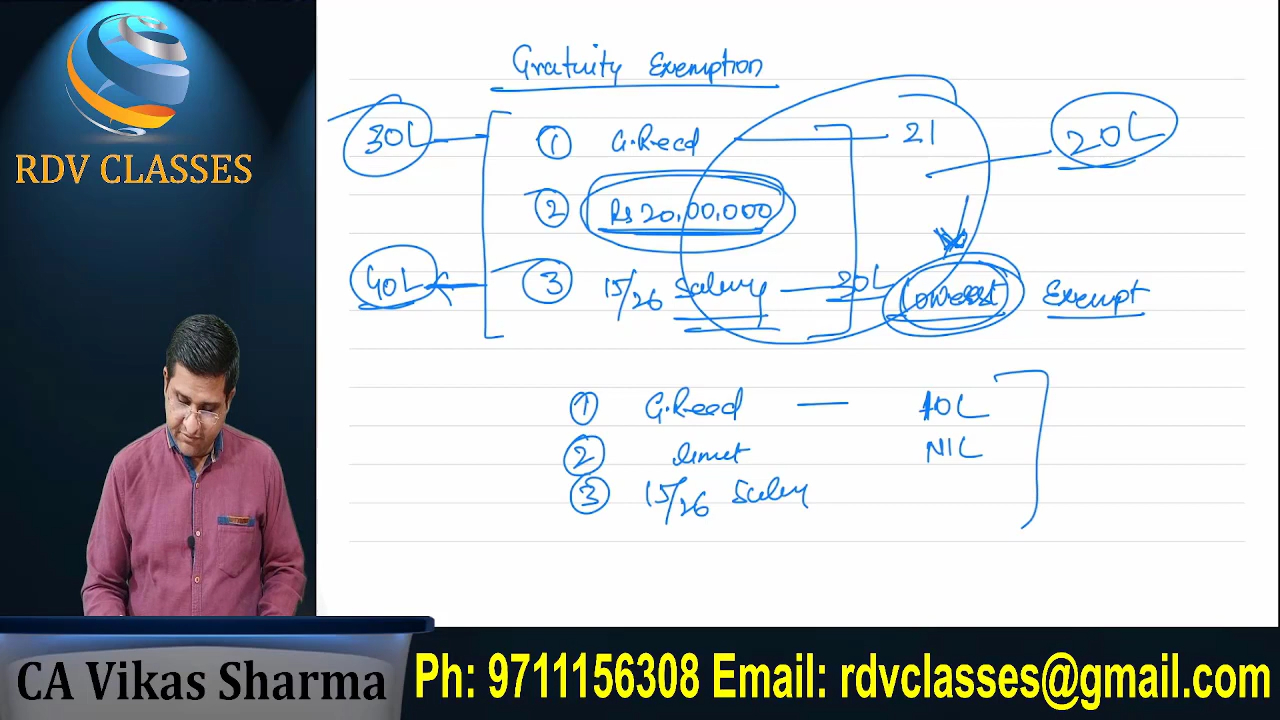 RDV CLASSES
Gratuity Exemption
30L ① G.Recd 21 20L
② Rs 20,00,000
40L ③ 15/26 Salary 30L Lowest Exempt
① G.Recd — 10L
② limit NIL
③ 15/26 Salary
CA Vikas Sharma
Ph: 9711156308 Email: rdvclasses@gmail.com